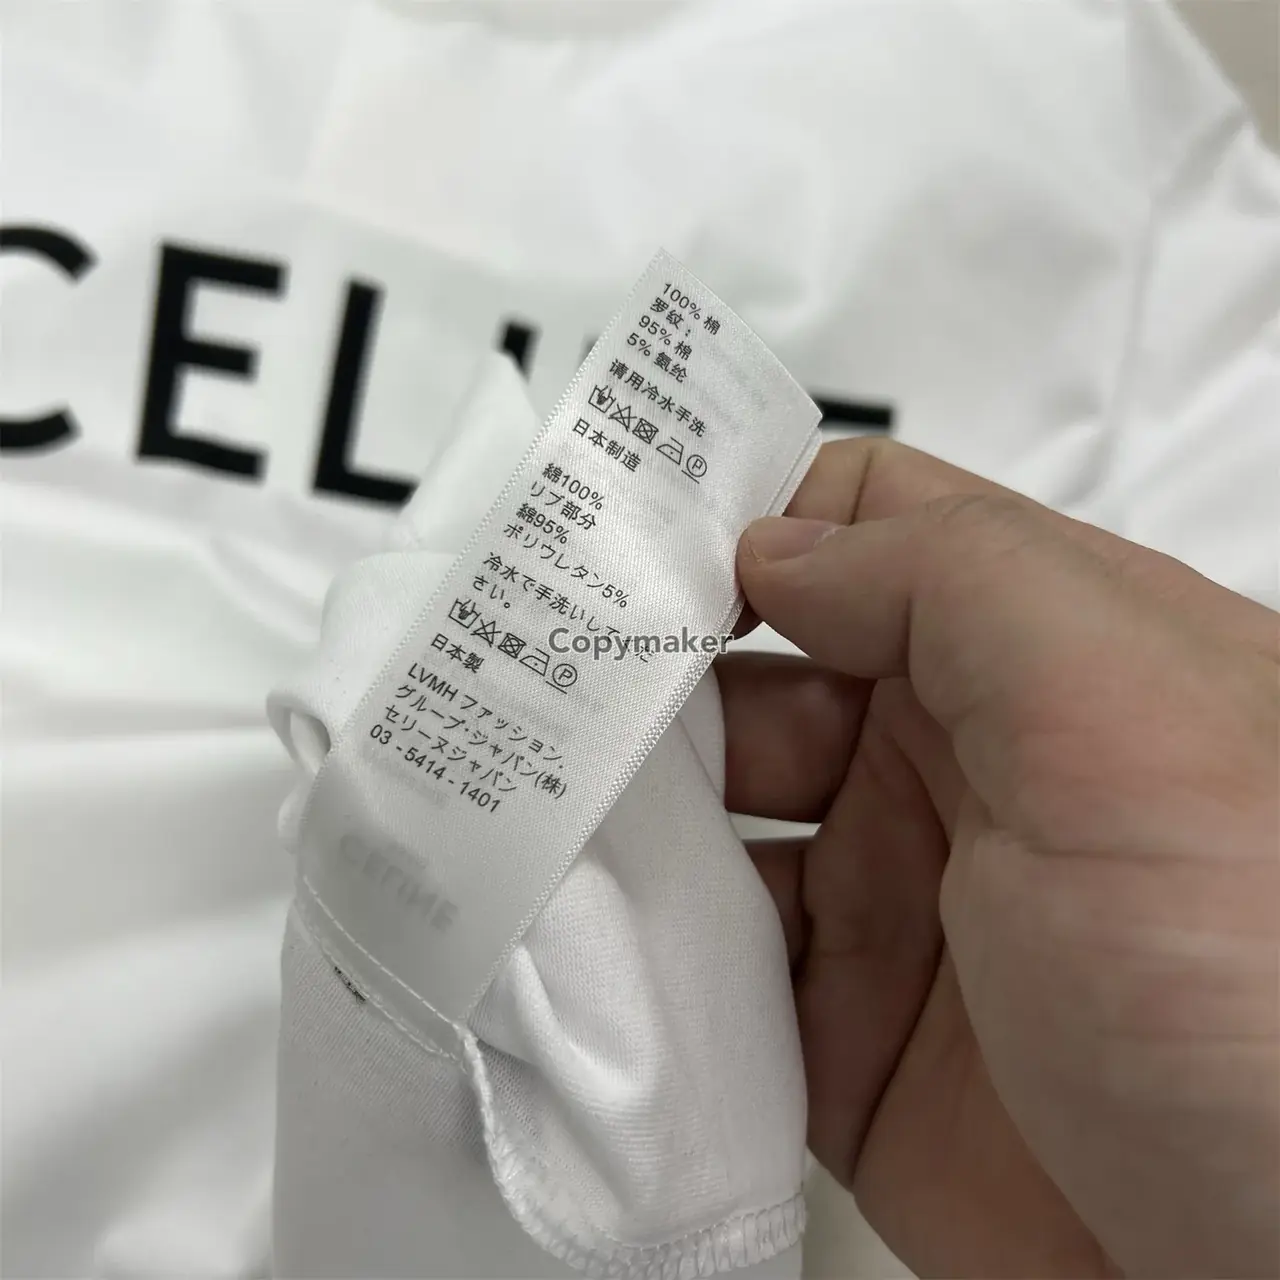 CELINE
100% 棉
罗纹：
95% 棉
5% 氨纶
请用冷水手洗
P
日本制造
綿100%
リブ部分
綿95%
ポリウレタン5%
冷水で手洗いして
さい。
P
日本製
LVMH ファッション.
グループ・ジャパン(株)
セリーヌジャパン
03 - 5414 - 1401
CELINE
Copymaker